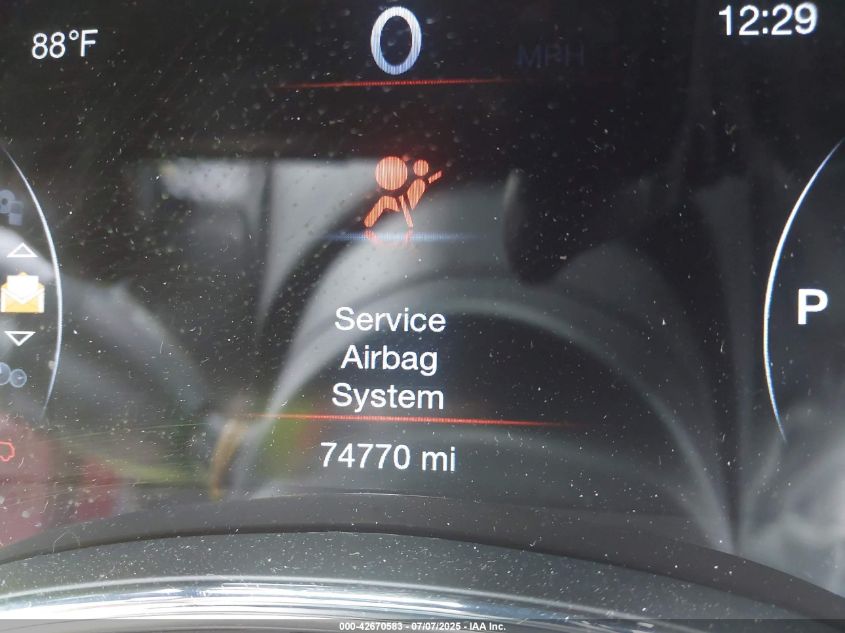 88°F
0
12:29
MPH
Service
Airbag
System
P
74770 mi
000-42670583 - 07/07/2025 - IAA Inc.